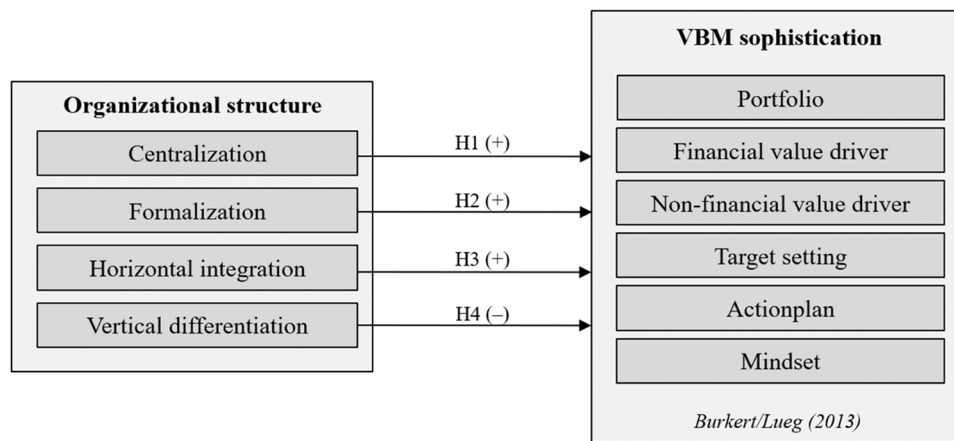 Organizational structure
Centralization
Formalization
Horizontal integration
Vertical differentiation
H1 (+)
H2 (+)
H3 (+)
H4 (–)
VBM sophistication
Portfolio
Financial value driver
Non-financial value driver
Target setting
Actionplan
Mindset
Burkert/Lueg (2013)